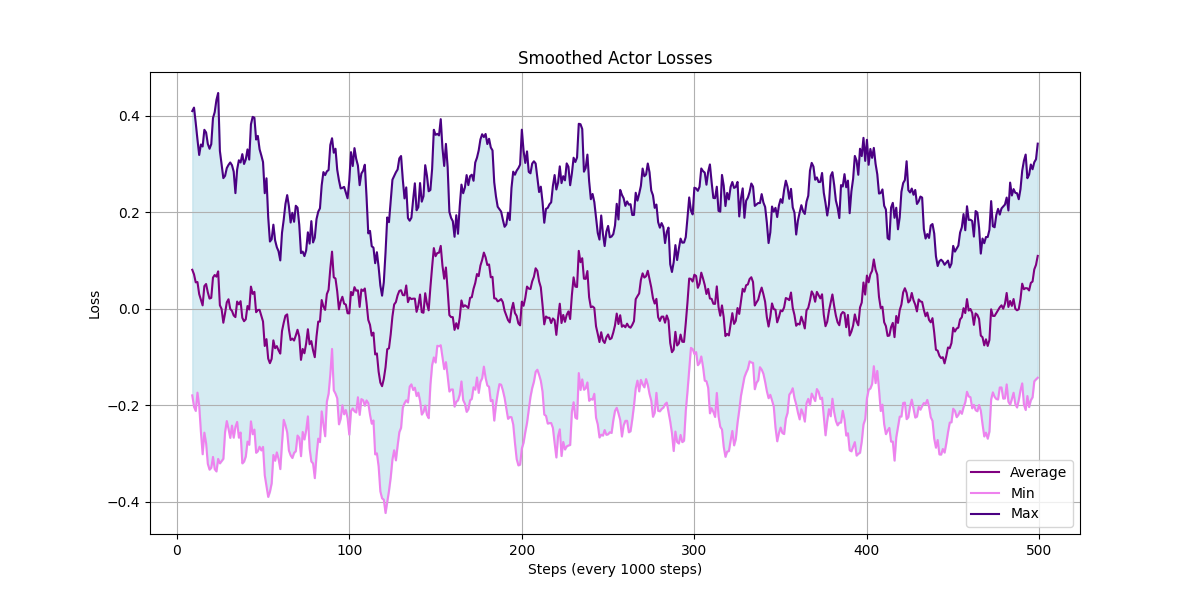 Smoothed Actor Losses
0.4
0.2
0.0
−0.2
−0.4
Loss
0 100 200 300 400 500
Steps (every 1000 steps)
Average
Min
Max